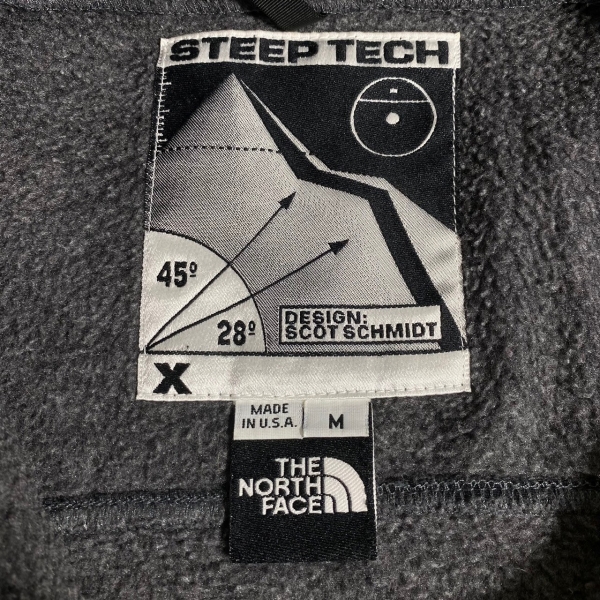 STEEP TECH
45º
28º
DESIGN:
SCOT SCHMIDT
X
MADE
IN U.S.A.
M
THE
NORTH
FACE